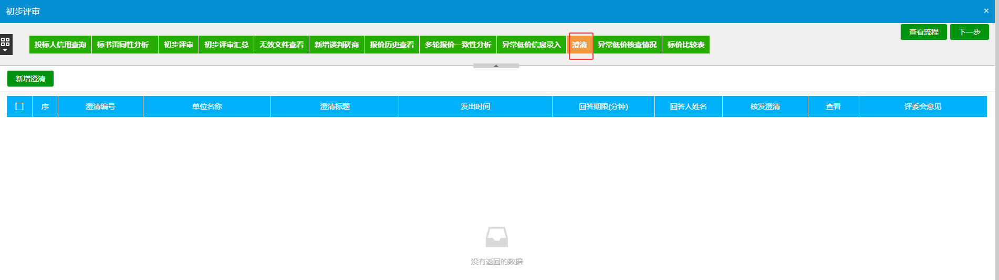 初步评审
×
查看流程 下一步
投标人信用查询 标书雷同性分析 初步评审 初步评审汇总 无效文件查看 新增谈判磋商 报价历史查看 多轮报价一致性分析 异常低价信息录入 澄清 异常低价核查情况 标价比较表
新增澄清
序 澄清编号 单位名称 澄清标题 发出时间 回答期限(分钟) 回答人姓名 核发澄清 查看 评委会意见
没有返回的数据